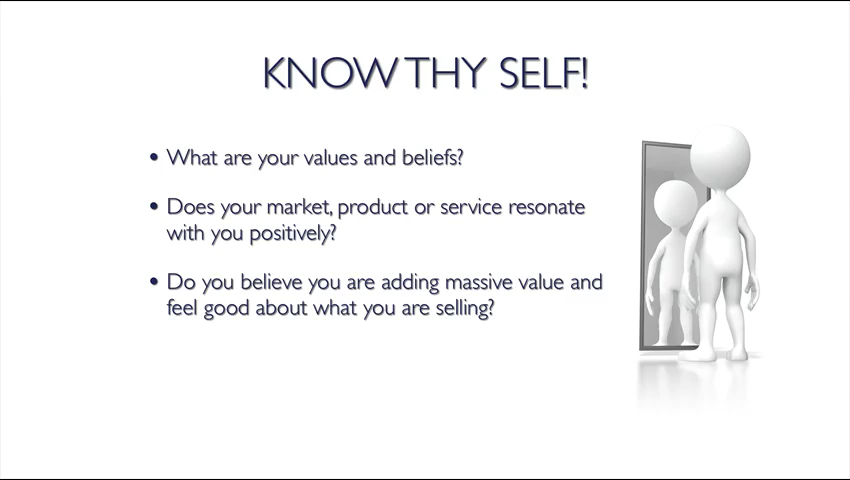 KNOW THY SELF!
• What are your values and beliefs?
• Does your market, product or service resonate
with you positively?
• Do you believe you are adding massive value and
feel good about what you are selling?